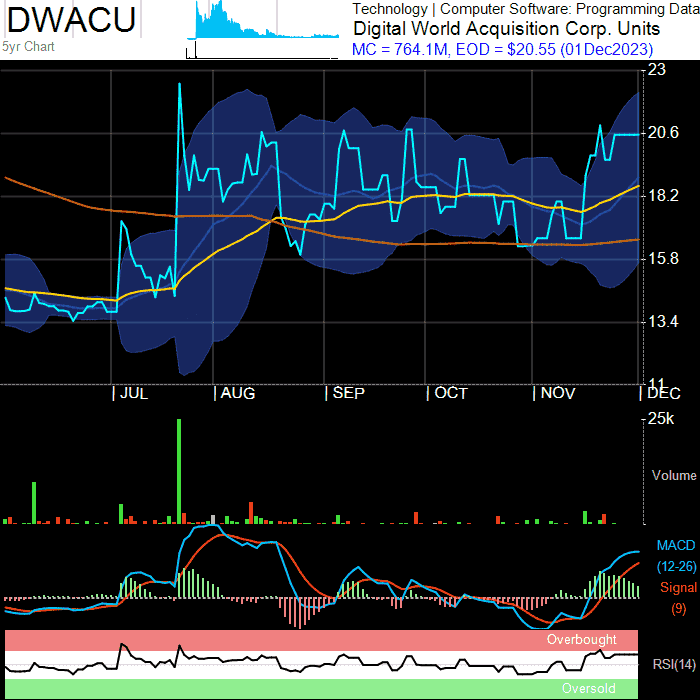 DWACU
5yr Chart
Technology | Computer Software: Programming Data
Digital World Acquisition Corp. Units
MC = 764.1M, EOD = $20.55 (01Dec2023)
23
20.6
18.2
15.8
13.4
11
JUL
AUG
SEP
OCT
NOV
DEC
25k
Volume
MACD
(12-26)
Signal
(9)
Overbought
RSI(14)
Oversold